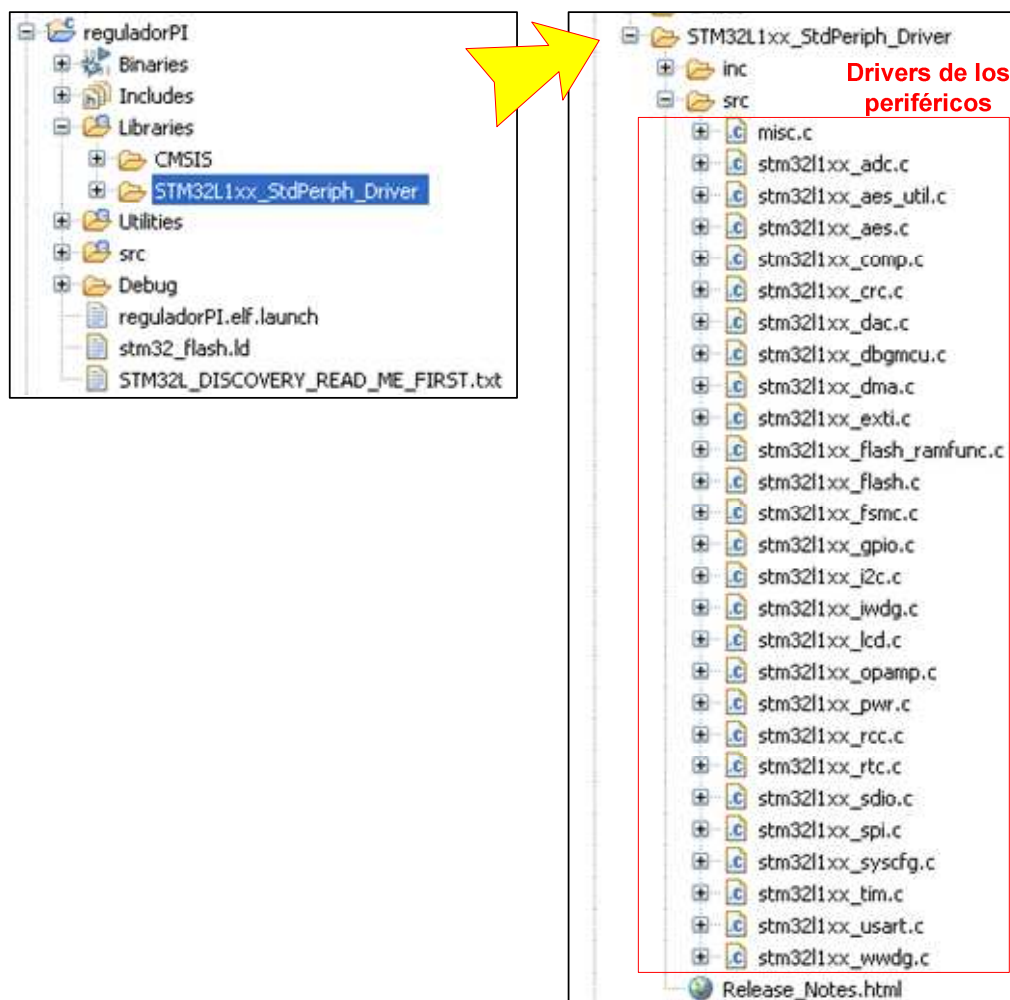 reguladorPI
Binaries
Includes
Libraries
CMSIS
STM32L1xx_StdPeriph_Driver
Utilities
src
Debug
reguladorPI.elf.launch
stm32_flash.ld
STM32L_DISCOVERY_READ_ME_FIRST.txt
STM32L1xx_StdPeriph_Driver
inc
Drivers de los
periféricos
src
misc.c
stm32l1xx_adc.c
stm32l1xx_aes_util.c
stm32l1xx_aes.c
stm32l1xx_comp.c
stm32l1xx_crc.c
stm32l1xx_dac.c
stm32l1xx_dbgmcu.c
stm32l1xx_dma.c
stm32l1xx_exti.c
stm32l1xx_flash_ramfunc.c
stm32l1xx_flash.c
stm32l1xx_fsmc.c
stm32l1xx_gpio.c
stm32l1xx_i2c.c
stm32l1xx_iwdg.c
stm32l1xx_lcd.c
stm32l1xx_opamp.c
stm32l1xx_pwr.c
stm32l1xx_rcc.c
stm32l1xx_rtc.c
stm32l1xx_sdio.c
stm32l1xx_spi.c
stm32l1xx_syscfg.c
stm32l1xx_tim.c
stm32l1xx_usart.c
stm32l1xx_wwdg.c
Release_Notes.html